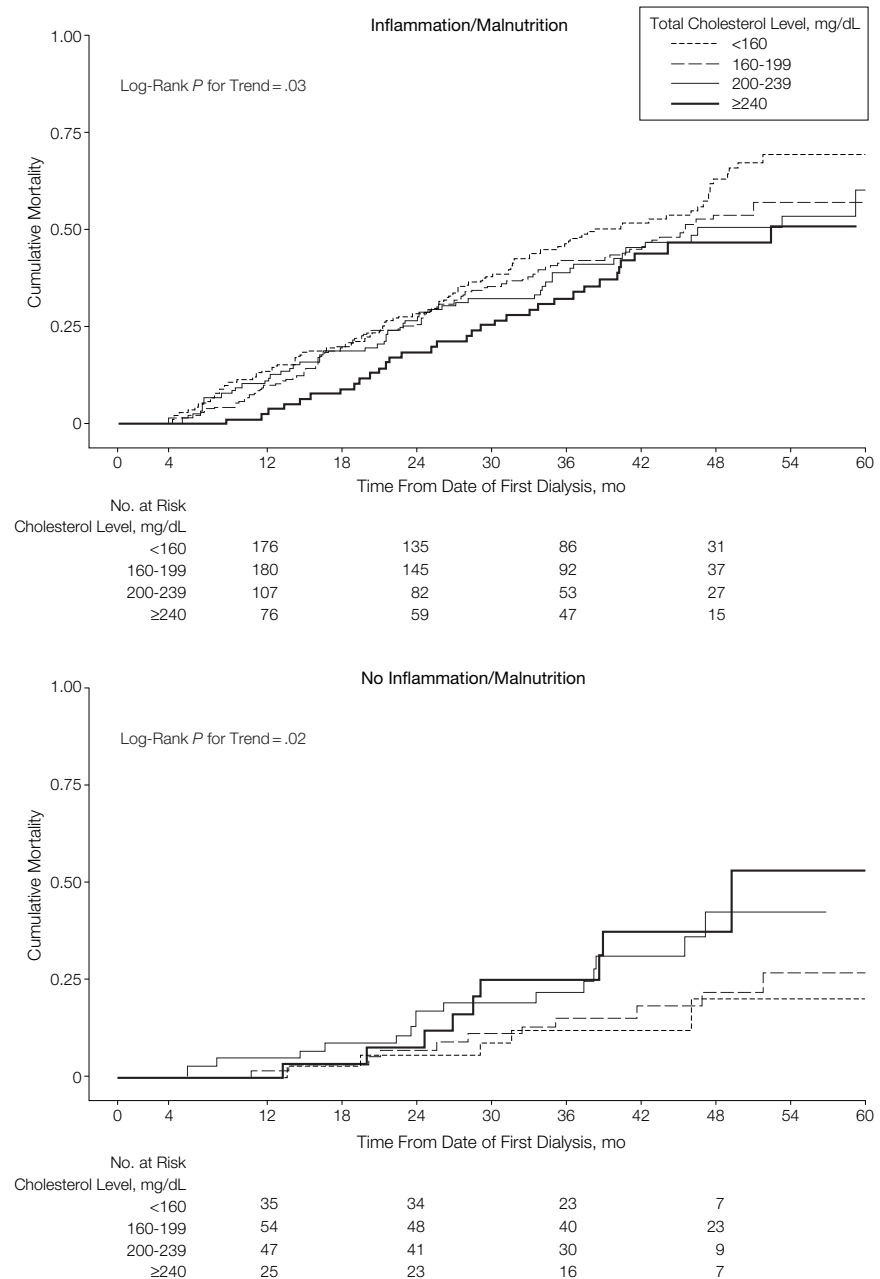 Inflammation/Malnutrition
Total Cholesterol Level, mg/dL
<160
160-199
200-239
≥240
Log-Rank P for Trend = .03
1.00
0.75
0.50
0.25
0
Cumulative Mortality
0 4 12 18 24 30 36 42 48 54 60
Time From Date of First Dialysis, mo
No. at Risk
Cholesterol Level, mg/dL
<160 176 135 86 31
160-199 180 145 92 37
200-239 107 82 53 27
≥240 76 59 47 15
No Inflammation/Malnutrition
Log-Rank P for Trend = .02
1.00
0.75
0.50
0.25
0
Cumulative Mortality
0 4 12 18 24 30 36 42 48 54 60
Time From Date of First Dialysis, mo
No. at Risk
Cholesterol Level, mg/dL
<160 35 34 23 7
160-199 54 48 40 23
200-239 47 41 30 9
≥240 25 23 16 7